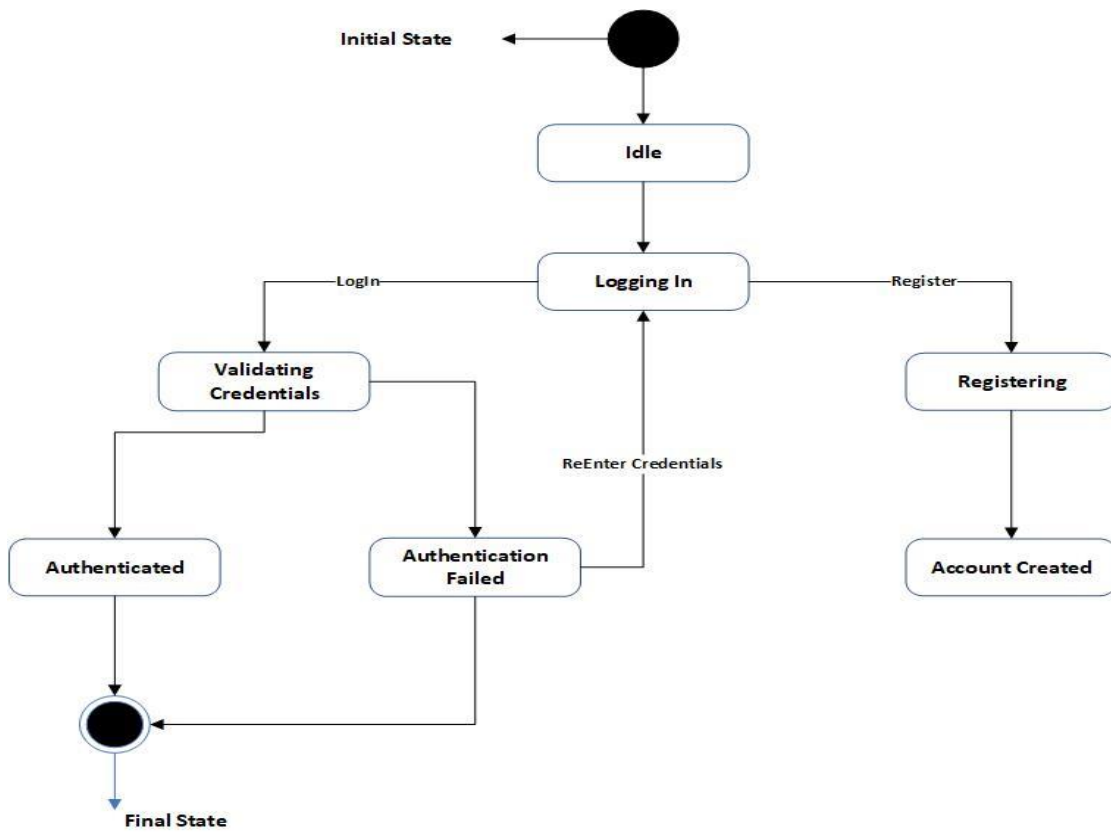 Initial State
Idle
LogIn
Logging In
Register
Validating
Credentials
Registering
ReEnter Credentials
Authenticated
Authentication
Failed
Account Created
Final State